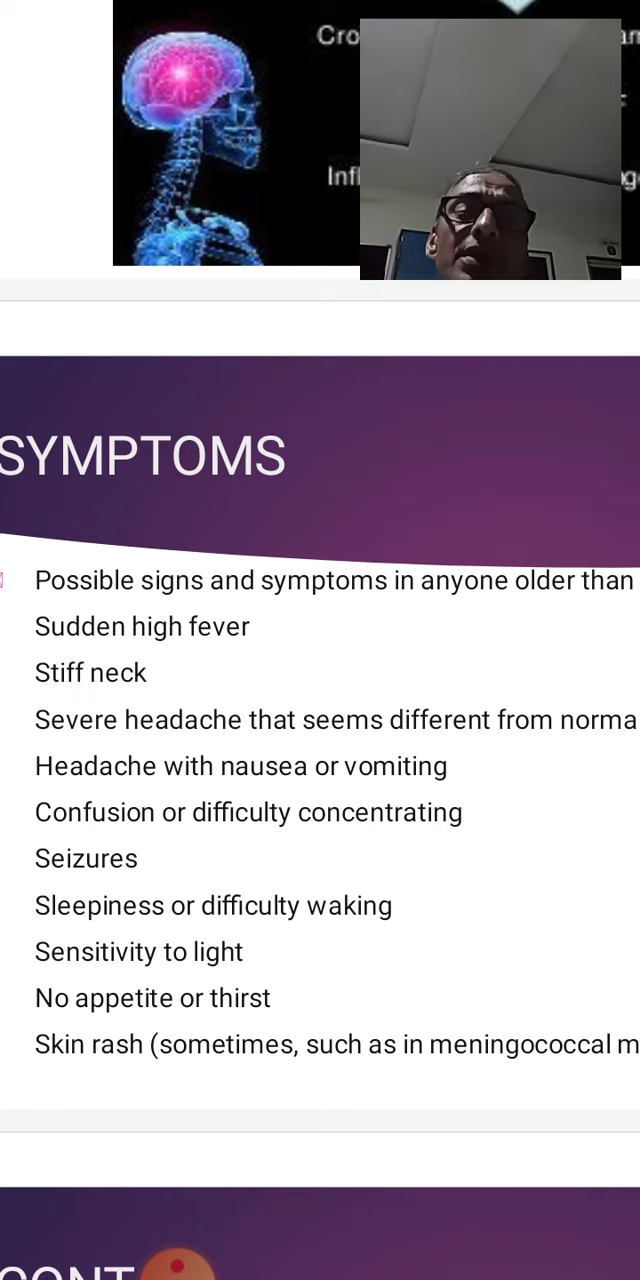 Cro
Infl
SYMPTOMS
Possible signs and symptoms in anyone older than
Sudden high fever
Stiff neck
Severe headache that seems different from norma
Headache with nausea or vomiting
Confusion or difficulty concentrating
Seizures
Sleepiness or difficulty waking
Sensitivity to light
No appetite or thirst
Skin rash (sometimes, such as in meningococcal m
CONT